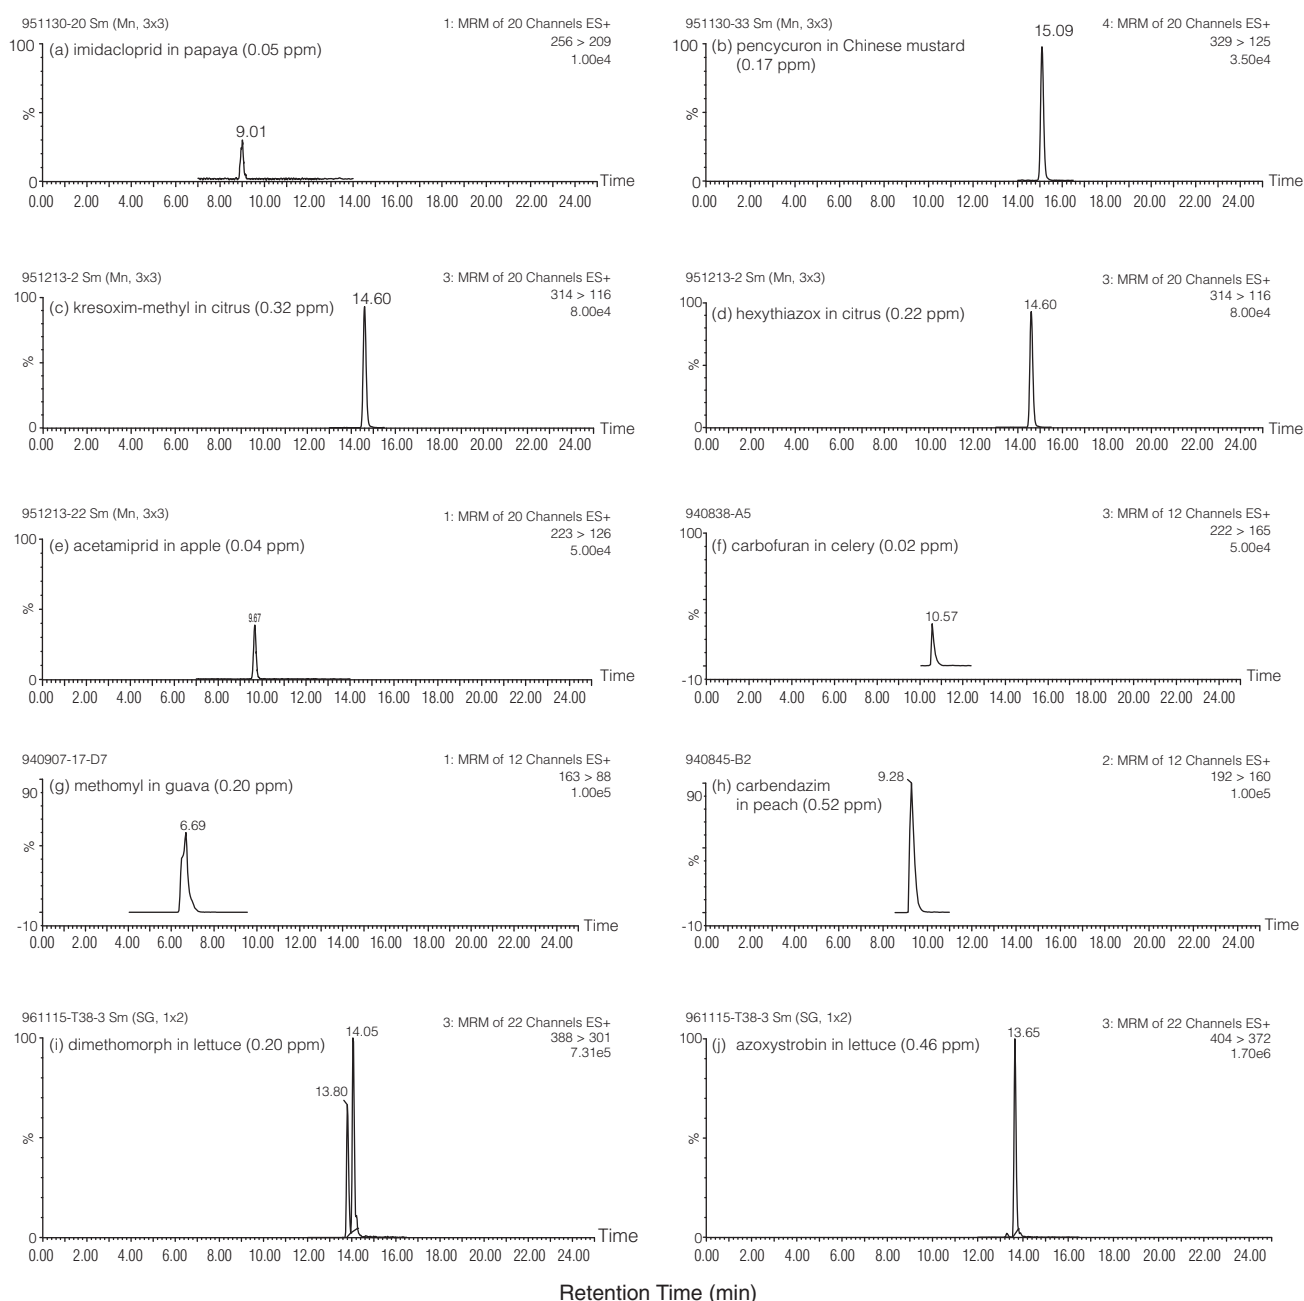 951130-20 Sm (Mn, 3x3)
1: MRM of 20 Channels ES+
256 > 209
1.00e4
(a) imidacloprid in papaya (0.05 ppm)
100
%
0
9.01
Time
0.00 2.00 4.00 6.00 8.00 10.00 12.00 14.00 16.00 18.00 20.00 22.00 24.00
951130-33 Sm (Mn, 3x3)
4: MRM of 20 Channels ES+
329 > 125
3.50e4
(b) pencycuron in Chinese mustard
(0.17 ppm)
100
%
0
15.09
Time
0.00 2.00 4.00 6.00 8.00 10.00 12.00 14.00 16.00 18.00 20.00 22.00 24.00
951213-2 Sm (Mn, 3x3)
3: MRM of 20 Channels ES+
314 > 116
8.00e4
(c) kresoxim-methyl in citrus (0.32 ppm)
100
%
0
14.60
Time
0.00 2.00 4.00 6.00 8.00 10.00 12.00 14.00 16.00 18.00 20.00 22.00 24.00
951213-2 Sm (Mn, 3x3)
3: MRM of 20 Channels ES+
314 > 116
8.00e4
(d) hexythiazox in citrus (0.22 ppm)
100
%
0
14.60
Time
0.00 2.00 4.00 6.00 8.00 10.00 12.00 14.00 16.00 18.00 20.00 22.00 24.00
951213-22 Sm (Mn, 3x3)
1: MRM of 20 Channels ES+
223 > 126
5.00e4
(e) acetamiprid in apple (0.04 ppm)
100
%
0
9.67
Time
0.00 2.00 4.00 6.00 8.00 10.00 12.00 14.00 16.00 18.00 20.00 22.00 24.00
940838-A5
3: MRM of 12 Channels ES+
222 > 165
5.00e4
(f) carbofuran in celery (0.02 ppm)
100
%
-10
10.57
Time
0.00 2.00 4.00 6.00 8.00 10.00 12.00 14.00 16.00 18.00 20.00 22.00 24.00
940907-17-D7
1: MRM of 12 Channels ES+
163 > 88
1.00e5
(g) methomyl in guava (0.20 ppm)
90
%
-10
6.69
Time
0.00 2.00 4.00 6.00 8.00 10.00 12.00 14.00 16.00 18.00 20.00 22.00 24.00
940845-B2
2: MRM of 12 Channels ES+
192 > 160
1.00e5
(h) carbendazim
in peach (0.52 ppm)
90
%
-10
9.28
Time
0.00 2.00 4.00 6.00 8.00 10.00 12.00 14.00 16.00 18.00 20.00 22.00 24.00
961115-T38-3 Sm (SG, 1x2)
3: MRM of 22 Channels ES+
388 > 301
7.31e5
(i) dimethomorph in lettuce (0.20 ppm)
100
%
0
14.05
13.80
Time
0.00 2.00 4.00 6.00 8.00 10.00 12.00 14.00 16.00 18.00 20.00 22.00 24.00
961115-T38-3 Sm (SG, 1x2)
3: MRM of 22 Channels ES+
404 > 372
1.70e6
(j) azoxystrobin in lettuce (0.46 ppm)
100
%
0
13.65
Time
0.00 2.00 4.00 6.00 8.00 10.00 12.00 14.00 16.00 18.00 20.00 22.00 24.00
Retention Time (min)